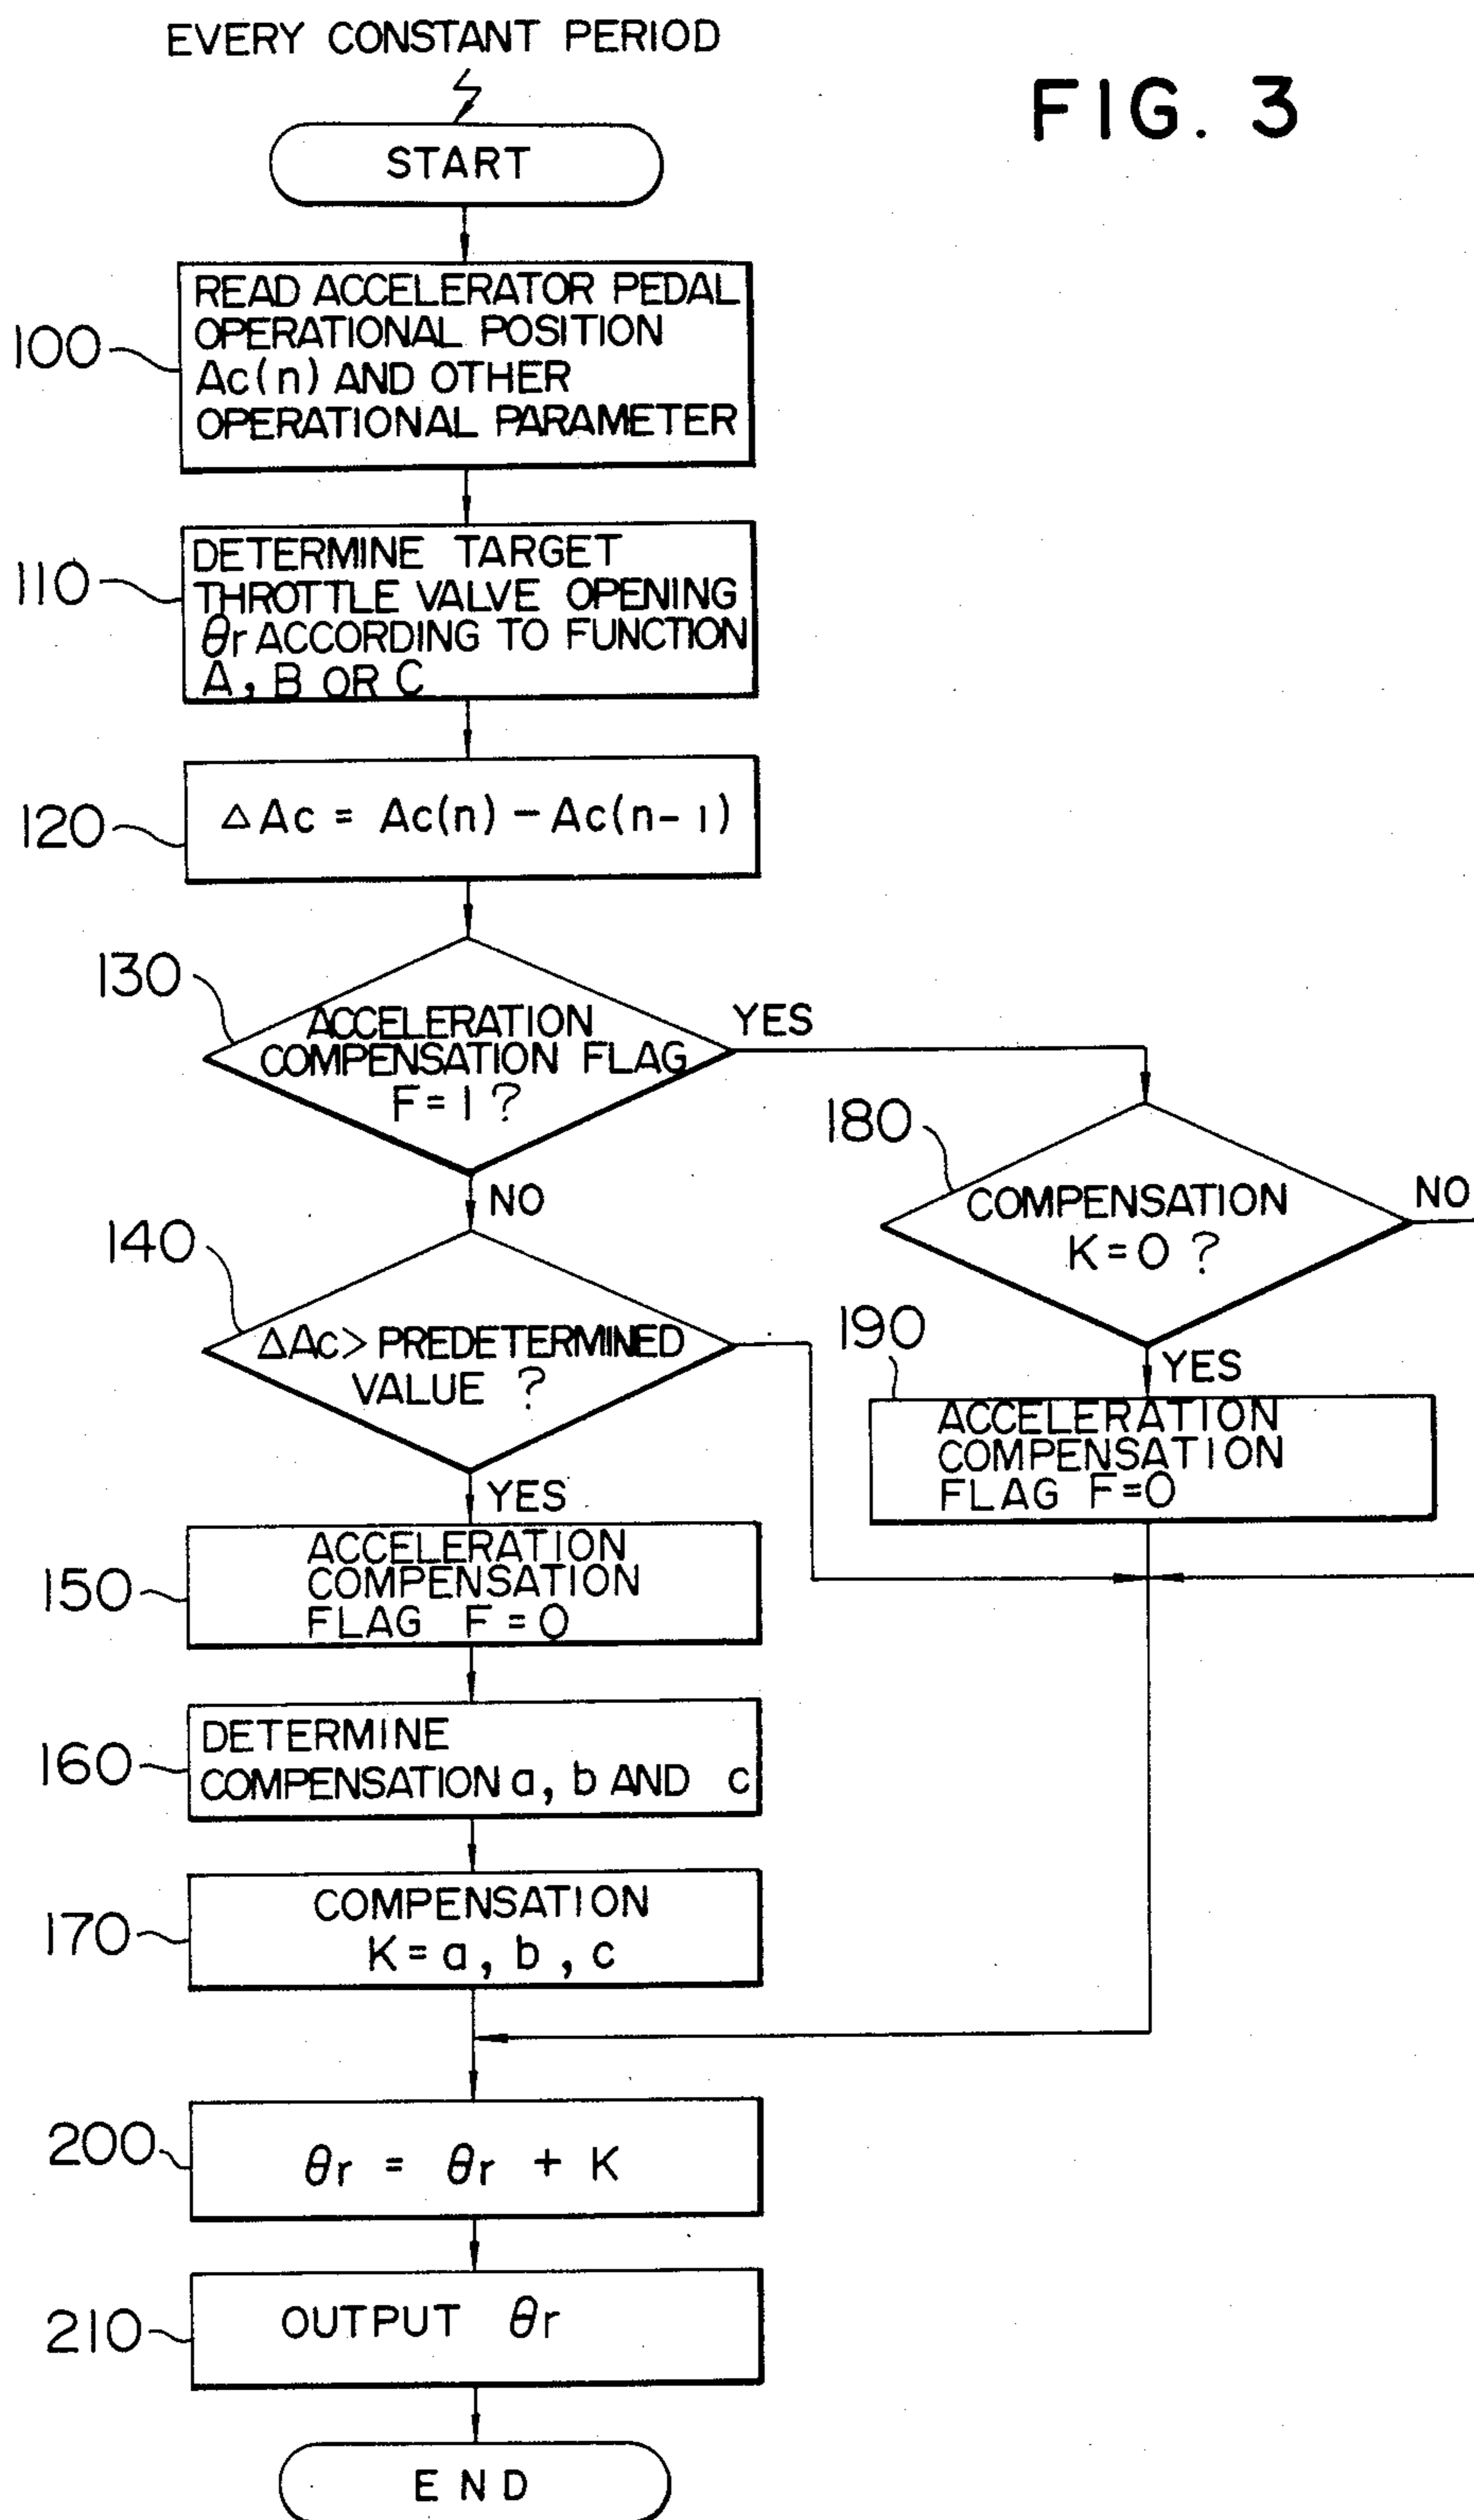 EVERY CONSTANT PERIOD
FIG. 3
START
100
READ ACCELERATOR PEDAL
OPERATIONAL POSITION
Ac(n) AND OTHER
OPERATIONAL PARAMETER
110
DETERMINE TARGET
THROTTLE VALVE OPENING
θr ACCORDING TO FUNCTION
A, B OR C
120
△Ac = Ac(n) - Ac(n-1)
130
ACCELERATION
COMPENSATION FLAG
F=1?
YES
NO
180
COMPENSATION
K=0?
NO
YES
140
ΔAc>PREDETERMINED
VALUE ?
YES
190
ACCELERATION
COMPENSATION
FLAG F=0
150
ACCELERATION
COMPENSATION
FLAG F=0
160
DETERMINE
COMPENSATION a, b AND c
170
COMPENSATION
K=a, b, c
200
θr = θr + K
210
OUTPUT θr
END